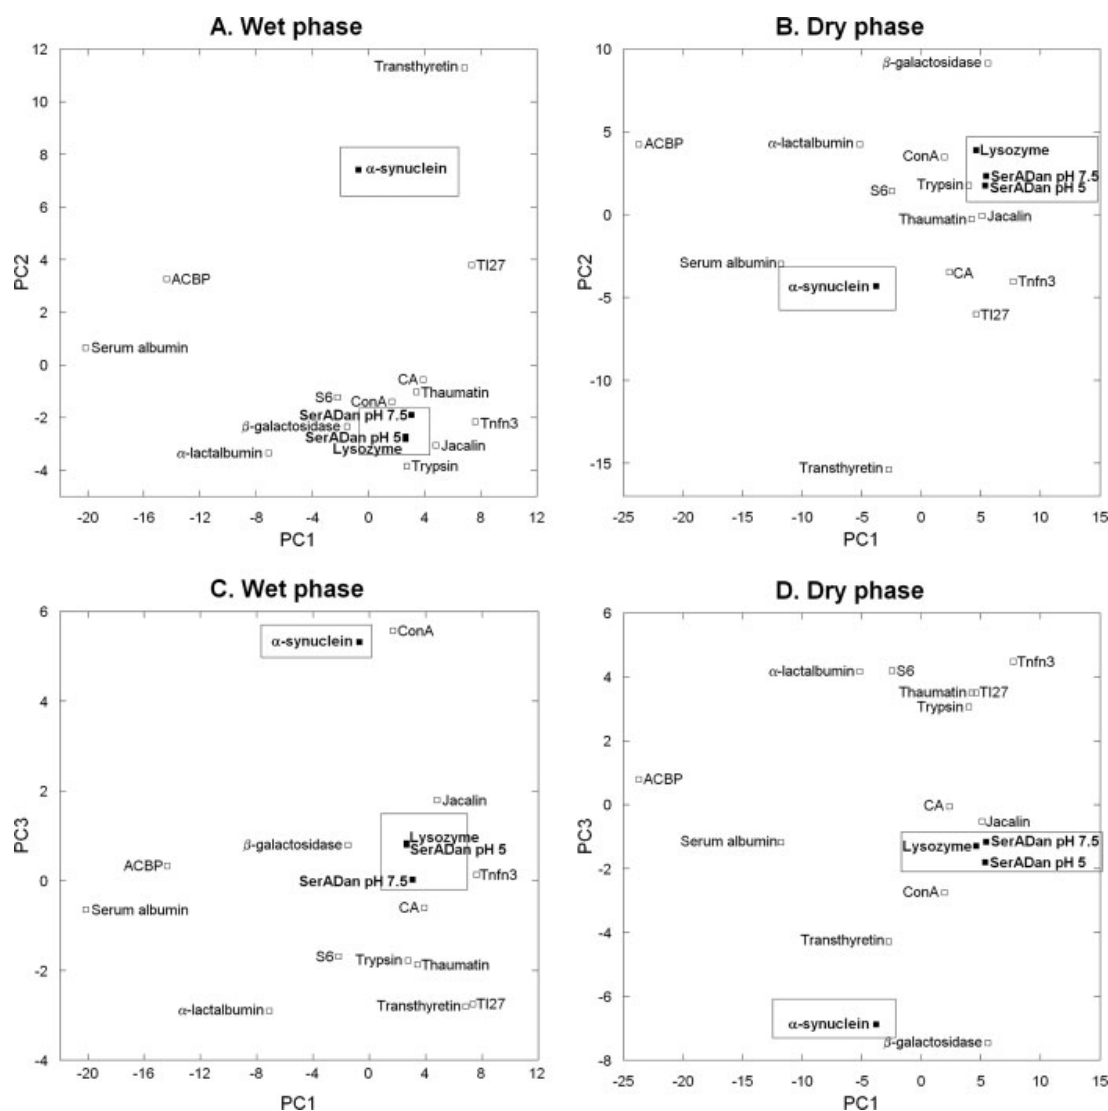 A. Wet phase
12
10
8
6
4
2
0
-2
-4
PC2
Transthyretin
α-synuclein
TI27
ACBP
Serum albumin
CA
Thaumatin
S6
ConA
SerADan pH 7.5
Tnfn3
β-galactosidase
SerADan pH 5
Lysozyme
Jacalin
α-lactalbumin
Trypsin
-20 -16 -12 -8 -4 0 4 8 12
PC1
B. Dry phase
10
5
0
-5
-10
-15
PC2
β-galactosidase
ACBP
α-lactalbumin
Lysozyme
ConA
SerADan pH 7.5
Trypsin
SerADan pH 5
S6
Thaumatin
Jacalin
Serum albumin
CA
Tnfn3
α-synuclein
TI27
Transthyretin
-25 -20 -15 -10 -5 0 5 10 15
PC1
C. Wet phase
6
4
2
0
-2
-4
PC3
α-synuclein
ConA
Jacalin
Lysozyme
β-galactosidase
SerADan pH 5
ACBP
SerADan pH 7.5
Tnfn3
Serum albumin
CA
S6
Trypsin
Thaumatin
α-lactalbumin
Transthyretin
TI27
-20 -16 -12 -8 -4 0 4 8 12
PC1
D. Dry phase
6
4
2
0
-2
-4
-6
-8
PC3
Tnfn3
α-lactalbumin
S6
Thaumatin
TI27
Trypsin
ACBP
CA
Jacalin
Serum albumin
Lysozyme
SerADan pH 7.5
SerADan pH 5
ConA
Transthyretin
α-synuclein
β-galactosidase
-25 -20 -15 -10 -5 0 5 10 15
PC1